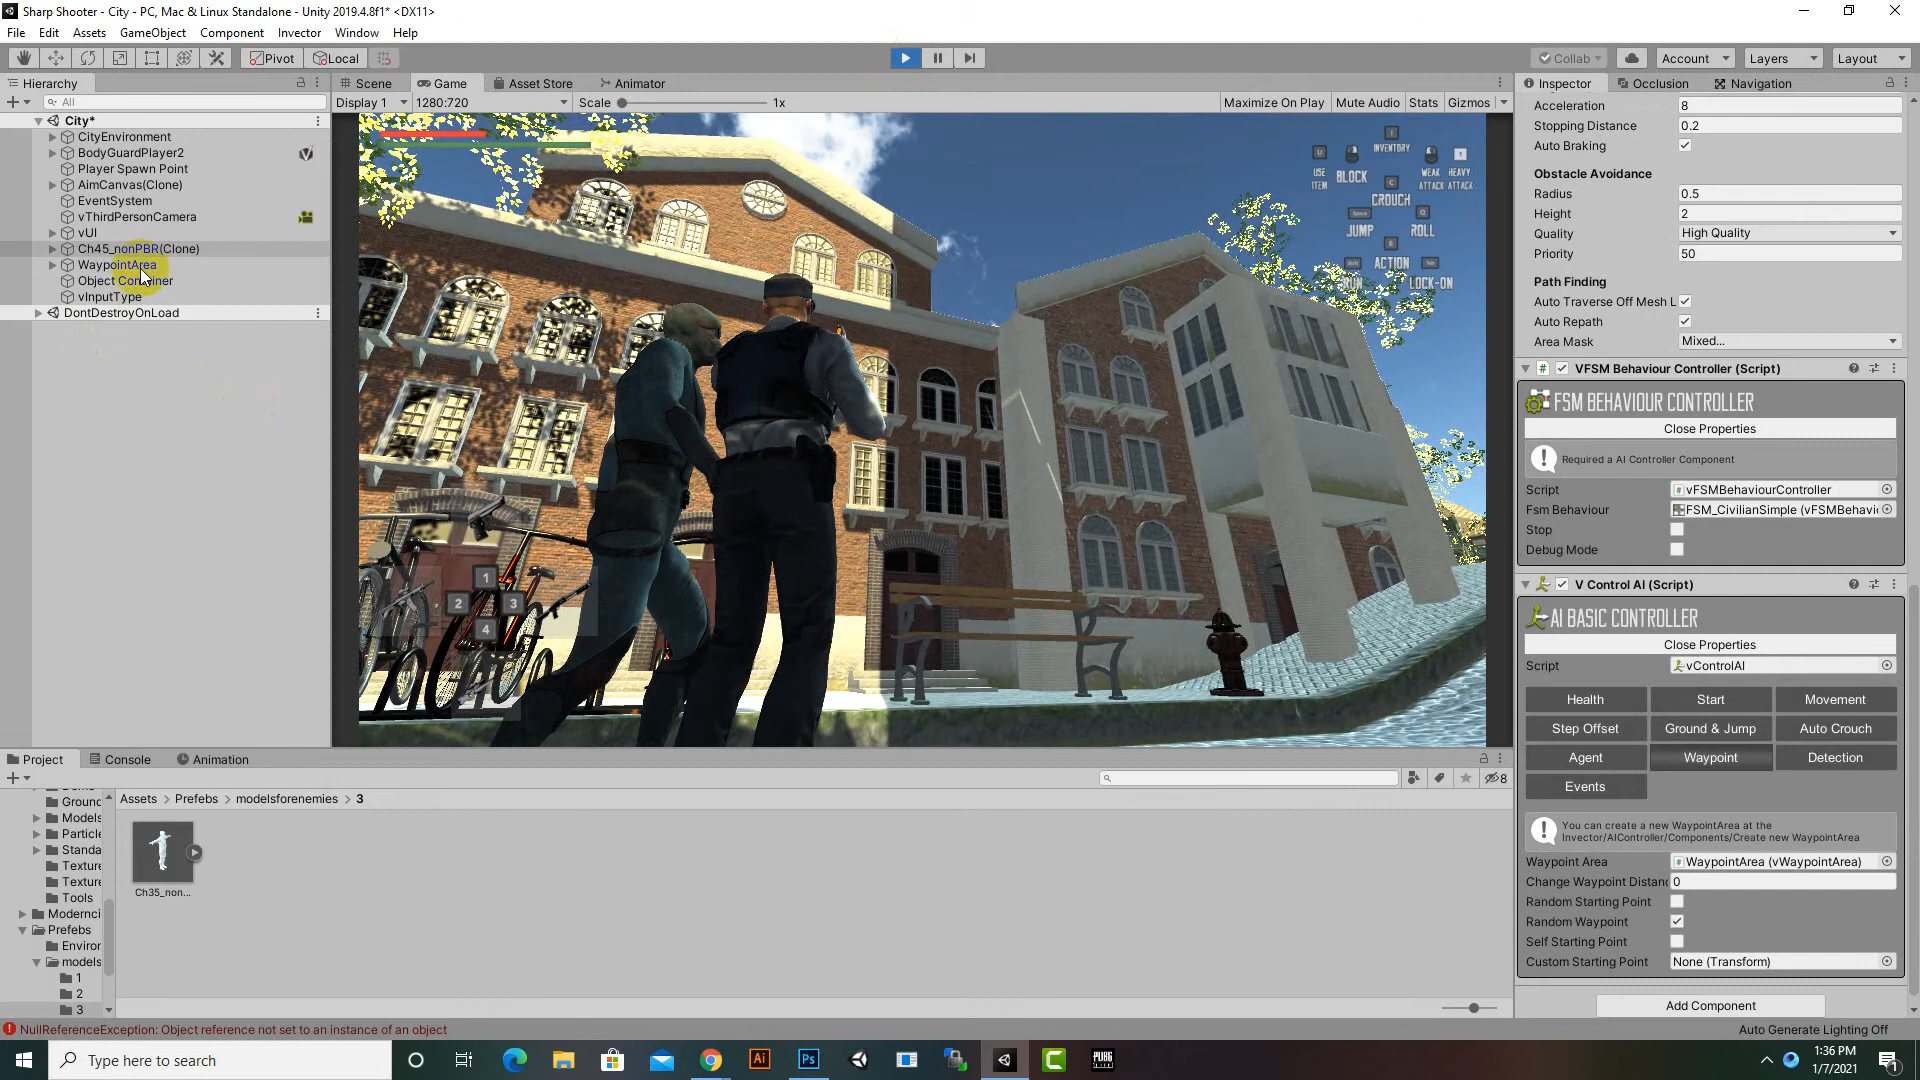 Sharp Shooter - City - PC, Mac & Linux Standalone - Unity 2019.4.8f1* <DX11>
File Edit Assets GameObject Component Invector Window Help
Pivot Local Collab Account Layers Layout
Hierarchy Scene Game Asset Store Animator Inspector Occlusion Navigation
All Display 1 1280:720 Scale 1x Maximize On Play Mute Audio Stats Gizmos
City*
CityEnvironment
BodyGuardPlayer2
Player Spawn Point
AimCanvas(Clone)
EventSystem
vThirdPersonCamera
vUI
Ch45_nonPBR(Clone)
WaypointArea
Object Container
vInputType
DontDestroyOnLoad
I
INVENTORY
U
USE ITEM
BLOCK
WEAK ATTACK
HEAVY ATTACK
C
CROUCH
Space
JUMP
Q
ROLL
E
ACTION
Shift
RUN
Tab
LOCK-ON
1
2 3
4
Acceleration 8
Stopping Distance 0.2
Auto Braking
Obstacle Avoidance
Radius 0.5
Height 2
Quality High Quality
Priority 50
Path Finding
Auto Traverse Off Mesh L
Auto Repath
Area Mask Mixed...
VFSM Behaviour Controller (Script)
FSM BEHAVIOUR CONTROLLER
Close Properties
Required a AI Controller Component
Script vFSMBehaviourController
Fsm Behaviour FSM_CivilianSimple (vFSMBehavi
Stop
Debug Mode
V Control AI (Script)
AI BASIC CONTROLLER
Close Properties
Script vControlAI
Health Start Movement
Step Offset Ground & Jump Auto Crouch
Agent Waypoint Detection
Events
You can create a new WaypointArea at the
Invector/AIController/Components/Create new WaypointArea
Waypoint Area WaypointArea (vWaypointArea)
Change Waypoint Distanc 0
Random Starting Point
Random Waypoint
Self Starting Point
Custom Starting Point None (Transform)
Add Component
Project Console Animation
8
Assets > Prefebs > modelsforenemies > 3
Ground
Models
Particle
Standa
Texture
Texture
Tools
Modernci
Prefebs
Enviror
models
1
2
3
Ch35_non...
NullReferenceException: Object reference not set to an instance of an object
Auto Generate Lighting Off
Type here to search
Ai Ps PUBG
1:36 PM
1/7/2021
1